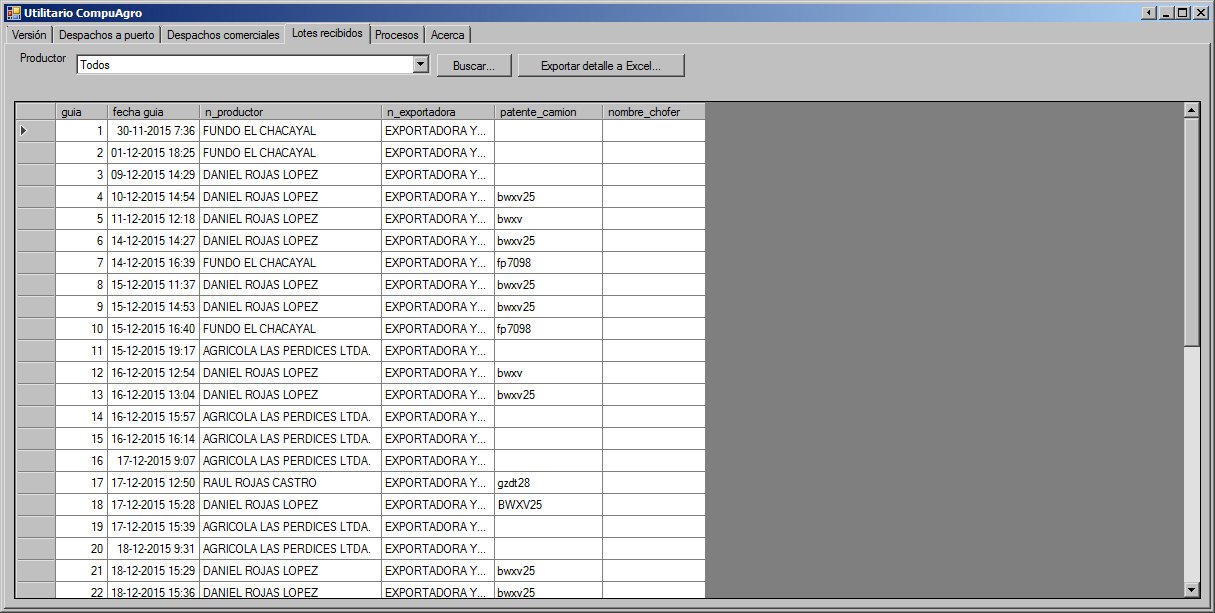 Utilitario CompuAgro
Versión Despachos a puerto Despachos comerciales Lotes recibidos Procesos Acerca
Productor Todos Buscar... Exportar detalle a Excel...
guia fecha guia n_productor n_exportadora patente_camion nombre_chofer
1 30-11-2015 7:36 FUNDO EL CHACAYAL EXPORTADORA Y...
2 01-12-2015 18:25 FUNDO EL CHACAYAL EXPORTADORA Y...
3 09-12-2015 14:29 DANIEL ROJAS LOPEZ EXPORTADORA Y...
4 10-12-2015 14:54 DANIEL ROJAS LOPEZ EXPORTADORA Y... bwxv25
5 11-12-2015 12:18 DANIEL ROJAS LOPEZ EXPORTADORA Y... bwxv
6 14-12-2015 14:27 DANIEL ROJAS LOPEZ EXPORTADORA Y... bwxv25
7 14-12-2015 16:39 FUNDO EL CHACAYAL EXPORTADORA Y... fp7098
8 15-12-2015 11:37 DANIEL ROJAS LOPEZ EXPORTADORA Y... bwxv25
9 15-12-2015 14:53 DANIEL ROJAS LOPEZ EXPORTADORA Y... bwxv25
10 15-12-2015 16:40 FUNDO EL CHACAYAL EXPORTADORA Y... fp7098
11 15-12-2015 19:17 AGRICOLA LAS PERDICES LTDA. EXPORTADORA Y...
12 16-12-2015 12:54 DANIEL ROJAS LOPEZ EXPORTADORA Y... bwxv
13 16-12-2015 13:04 DANIEL ROJAS LOPEZ EXPORTADORA Y... bwxv25
14 16-12-2015 15:57 AGRICOLA LAS PERDICES LTDA. EXPORTADORA Y...
15 16-12-2015 16:14 AGRICOLA LAS PERDICES LTDA. EXPORTADORA Y...
16 17-12-2015 9:07 AGRICOLA LAS PERDICES LTDA. EXPORTADORA Y...
17 17-12-2015 12:50 RAUL ROJAS CASTRO EXPORTADORA Y... gzdt28
18 17-12-2015 15:28 DANIEL ROJAS LOPEZ EXPORTADORA Y... BWXV25
19 17-12-2015 15:39 AGRICOLA LAS PERDICES LTDA. EXPORTADORA Y...
20 18-12-2015 9:31 AGRICOLA LAS PERDICES LTDA. EXPORTADORA Y...
21 18-12-2015 15:29 DANIEL ROJAS LOPEZ EXPORTADORA Y... bwxv25
22 18-12-2015 15:36 DANIEL ROJAS LOPEZ EXPORTADORA Y... bwxv25